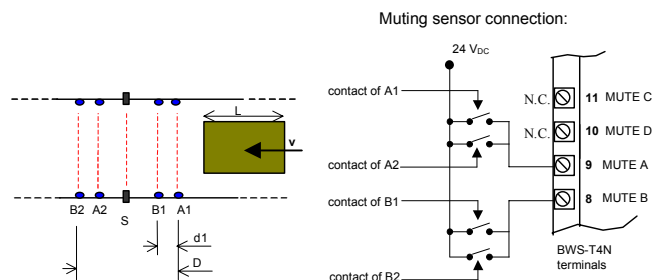 Muting sensor connection:
24 VDC
contact of A1
contact of A2
contact of B1
contact of B2
N.C. 11 MUTE C
N.C. 10 MUTE D
9 MUTE A
8 MUTE B
BWS-T4N
terminals
L
v
B2 A2 S B1 A1
d1
D